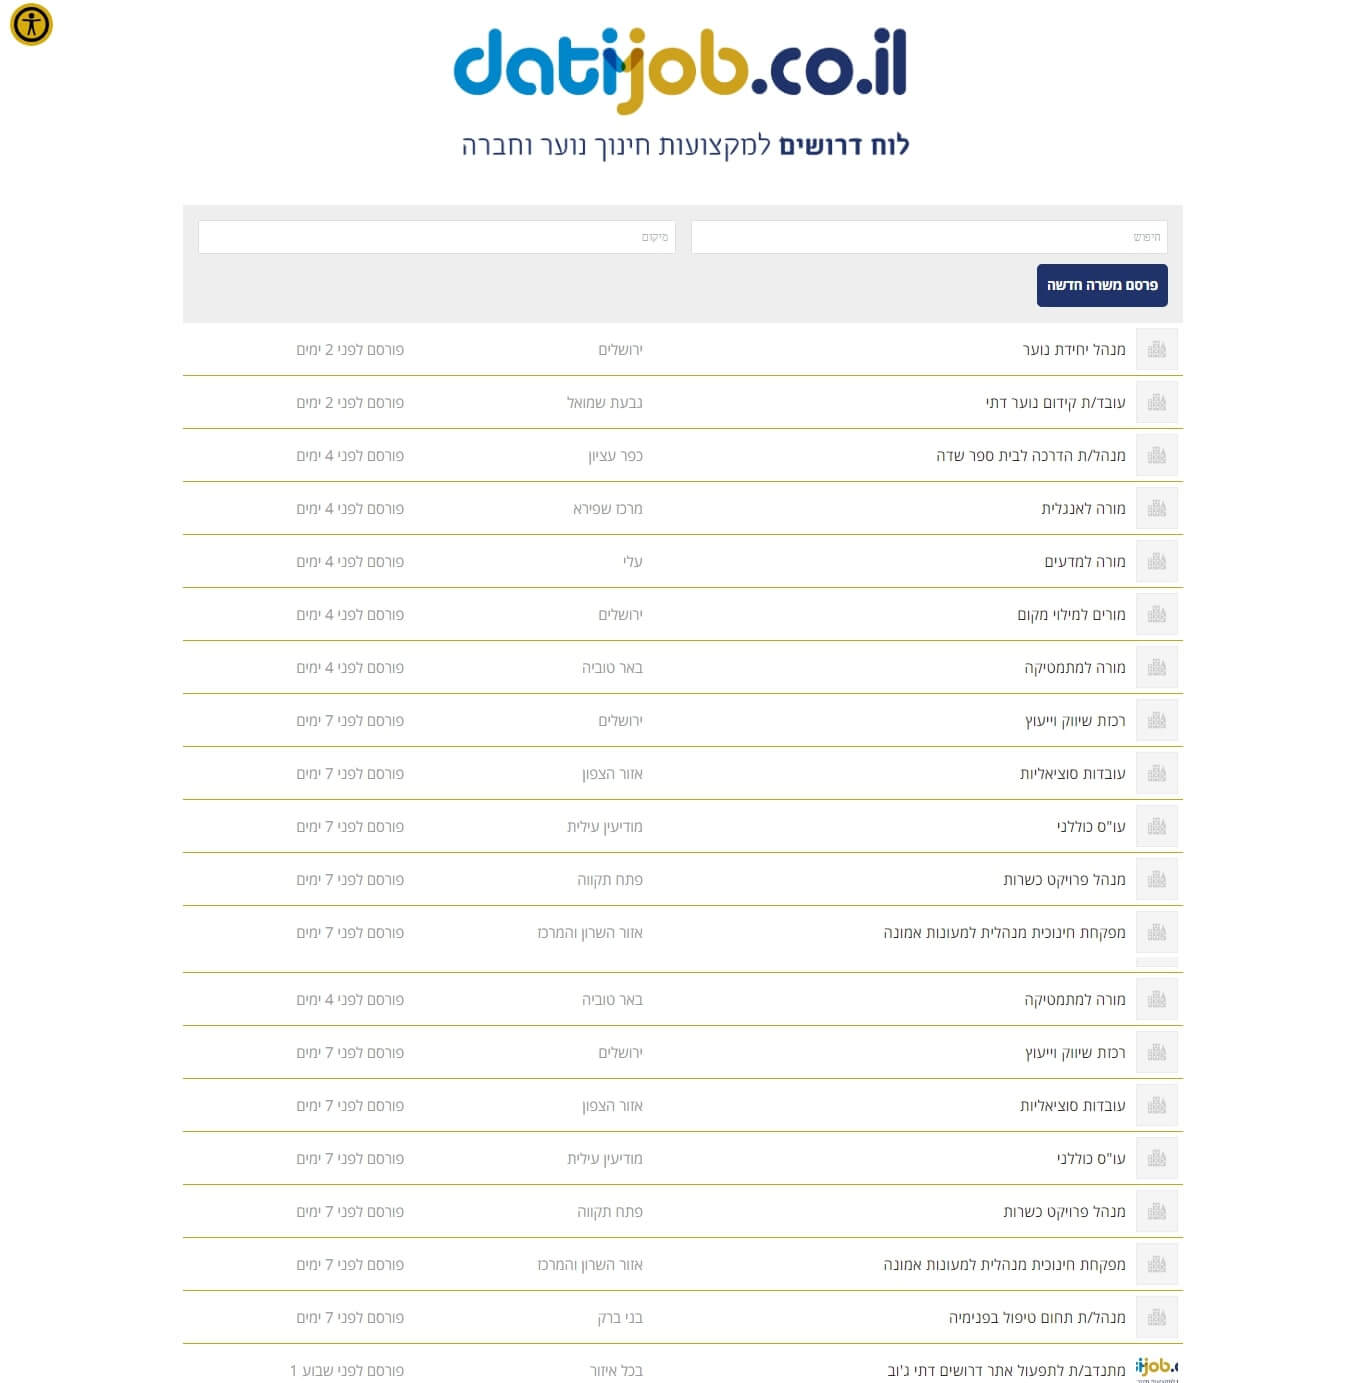 datijob.co.il
לוח דרושים למקצועות חינוך נוער וחברה
חיפוש מיקום
פרסם משרה חדשה
מנהל יחידת נוער ירושלים פורסם לפני 2 ימים
עובד/ת קידום נוער דתי גבעת שמואל פורסם לפני 2 ימים
מנהל/ת הדרכה לבית ספר שדה כפר עציון פורסם לפני 4 ימים
מורה לאנגלית מרכז שפירא פורסם לפני 4 ימים
מורה למדעים עלי פורסם לפני 4 ימים
מורים למילוי מקום ירושלים פורסם לפני 4 ימים
מורה למתמטיקה באר טוביה פורסם לפני 4 ימים
רכזת שיווק וייעוץ ירושלים פורסם לפני 7 ימים
עובדות סוציאליות אזור הצפון פורסם לפני 7 ימים
עו"ס כוללני מודיעין עילית פורסם לפני 7 ימים
מנהל פרויקט כשרות פתח תקווה פורסם לפני 7 ימים
מפקחת חינוכית מנהלית למעונות אמונה אזור השרון והמרכז פורסם לפני 7 ימים
מורה למתמטיקה באר טוביה פורסם לפני 4 ימים
רכזת שיווק וייעוץ ירושלים פורסם לפני 7 ימים
עובדות סוציאליות אזור הצפון פורסם לפני 7 ימים
עו"ס כוללני מודיעין עילית פורסם לפני 7 ימים
מנהל פרויקט כשרות פתח תקווה פורסם לפני 7 ימים
מפקחת חינוכית מנהלית למעונות אמונה אזור השרון והמרכז פורסם לפני 7 ימים
מנהל/ת תחום טיפול בפנימיה בני ברק פורסם לפני 7 ימים
מתנדב/ת לתפעול אתר דרושים דתי ג'וב בכל איזור פורסם לפני שבוע 1